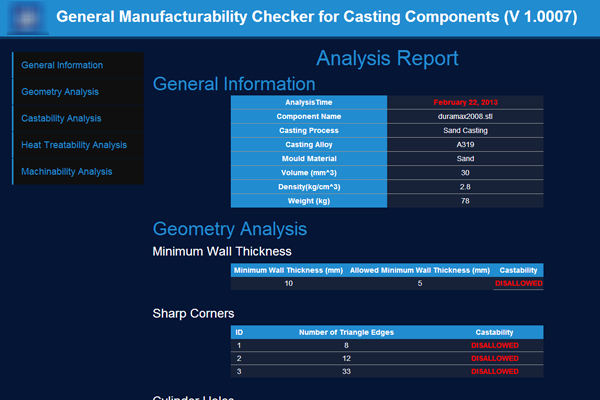 General Manufacturability Checker for Casting Components (V 1.0007)
General Information
Geometry Analysis
Castability Analysis
Heat Treatability Analysis
Machinability Analysis
Analysis Report
General Information
AnalysisTime February 22, 2013
Component Name duramax2008.stl
Casting Process Sand Casting
Casting Alloy A319
Mould Material Sand
Volume (mm^3) 30
Density(kg/cm^3) 2.8
Weight (kg) 78
Geometry Analysis
Minimum Wall Thickness
Minimum Wall Thickness (mm) Allowed Minimum Wall Thickness (mm) Castability
10 5 DISALLOWED
Sharp Corners
ID Number of Triangle Edges Castability
1 8 DISALLOWED
2 12 DISALLOWED
3 33 DISALLOWED